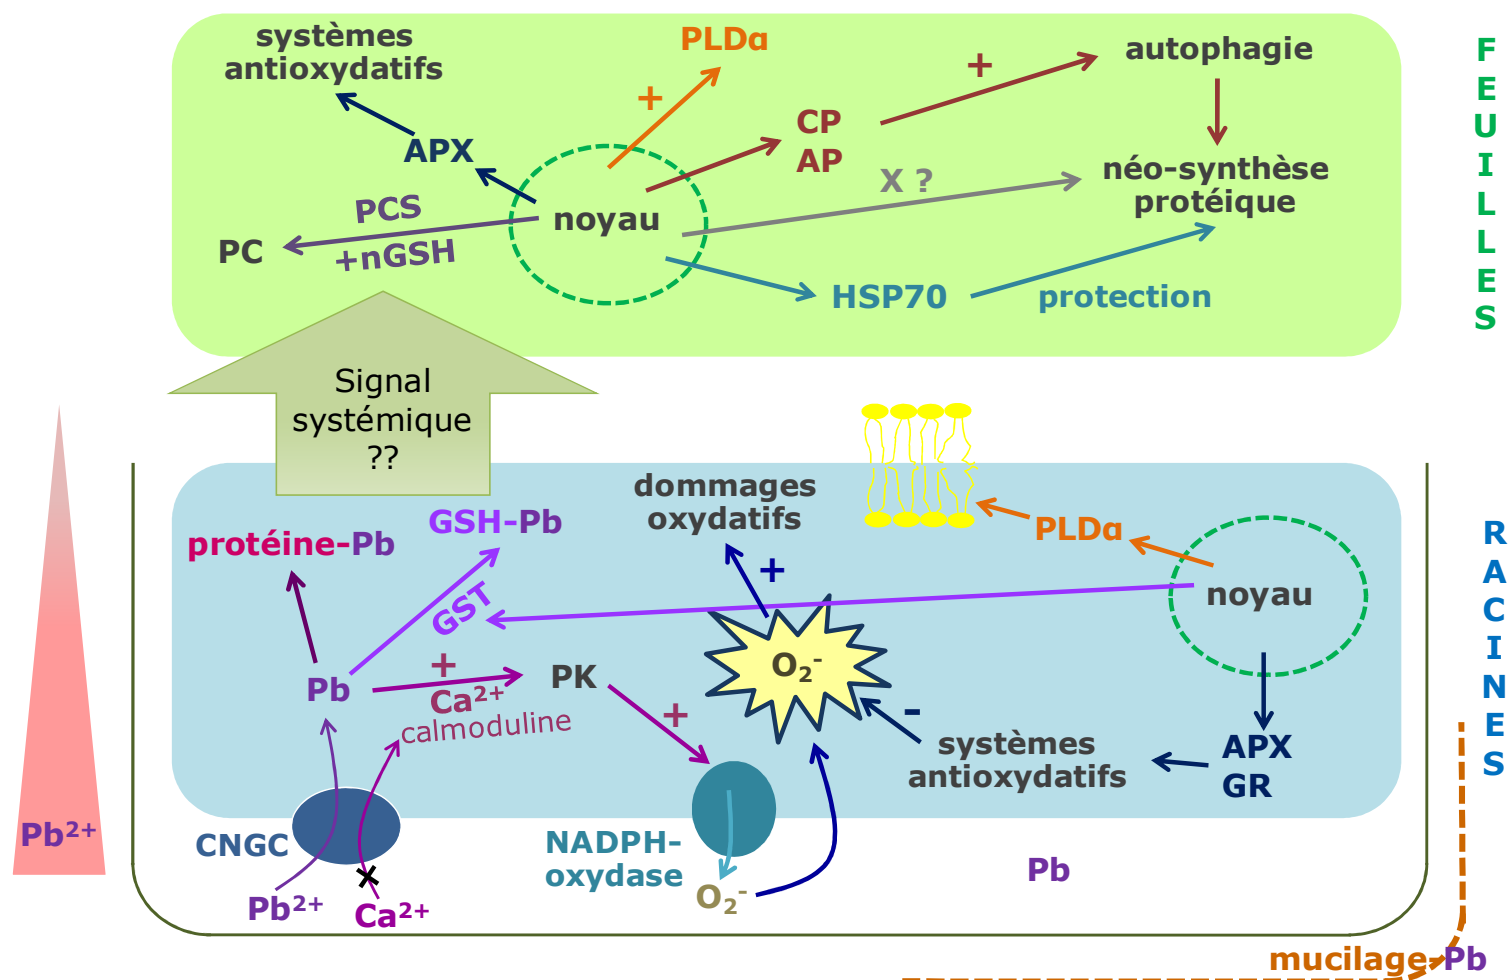 systèmes
antioxydatifs
PLDα
+
+
autophagie
CP
AP
APX
X ?
néo-synthèse
protéique
PCS
noyau
PC
+nGSH
HSP70
protection
FEUILLES
Signal
systémique
??
dommages
oxydatifs
GSH-Pb
protéine-Pb
PLDα
+
GST
noyau
RACINES
Pb
+
Ca²⁺
calmoduline
PK
+
O₂⁻
-
systèmes
antioxydatifs
APX
GR
Pb²⁺
CNGC
NADPH-
oxydase
O₂⁻
Pb
Pb²⁺
Ca²⁺
mucilage-Pb